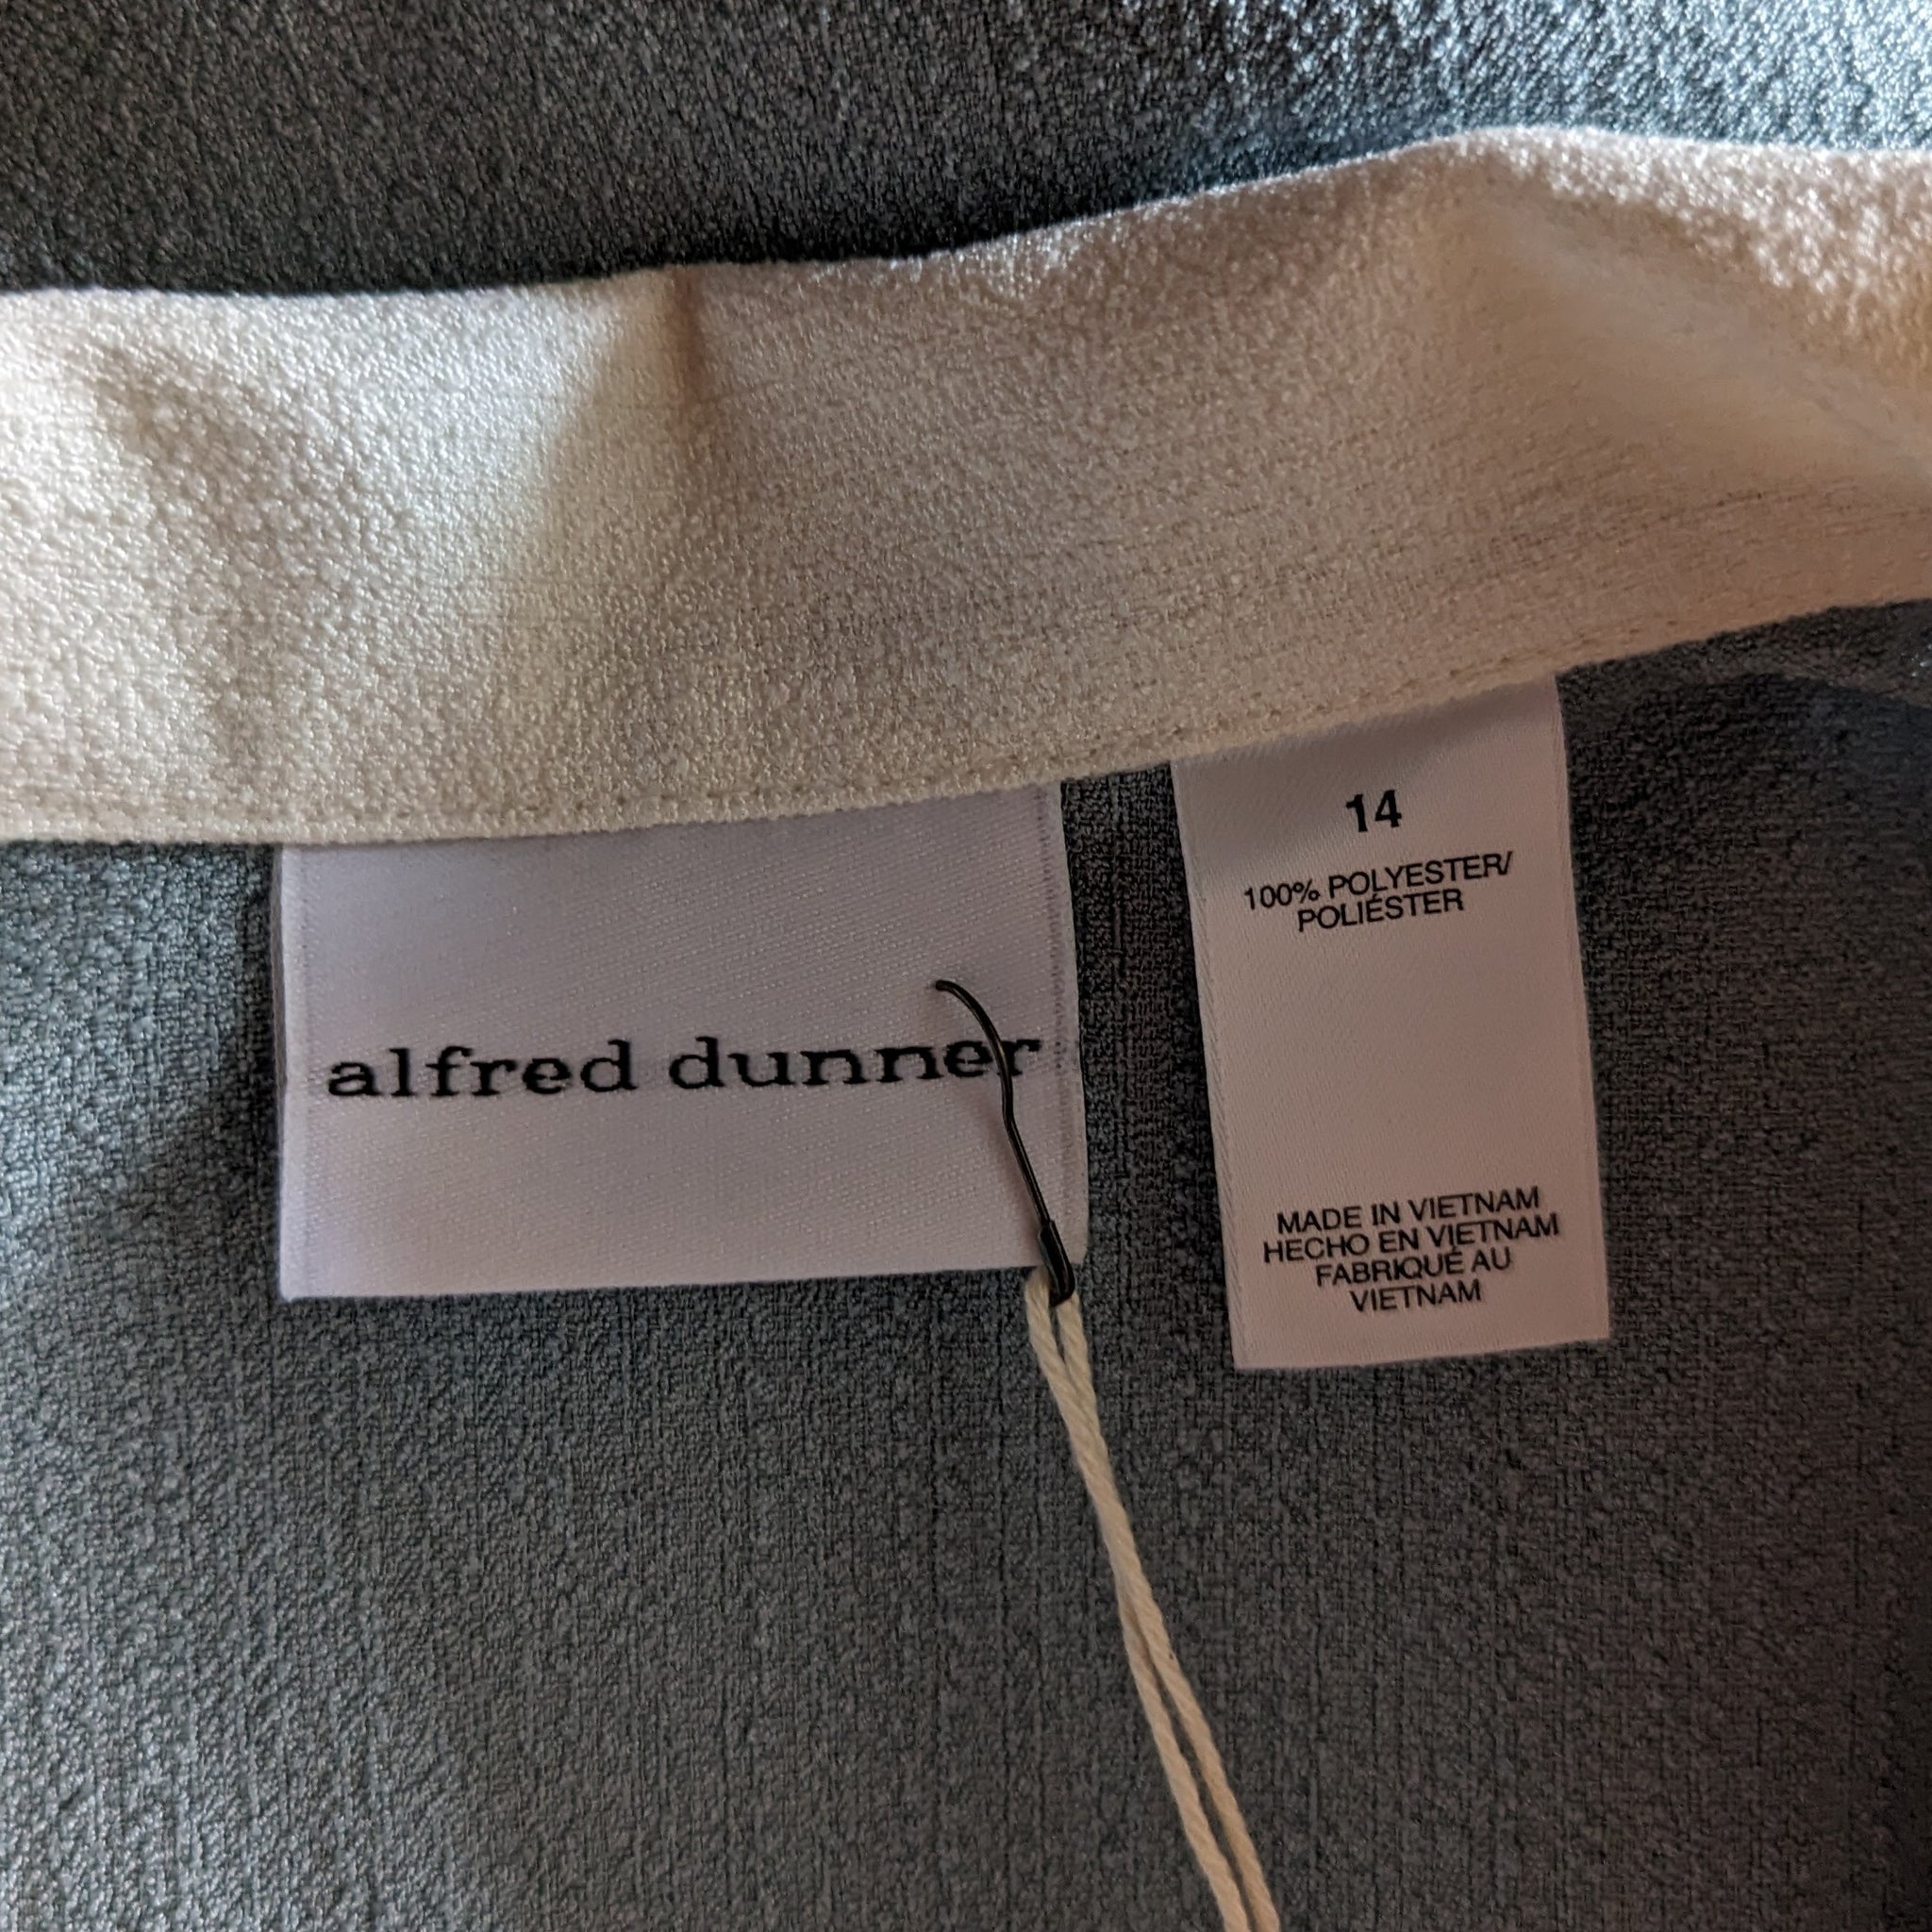 alfred dunner
14
100% POLYESTER/
POLIÉSTER
MADE IN VIETNAM
HECHO EN VIETNAM
FABRIQUÉ AU
VIETNAM